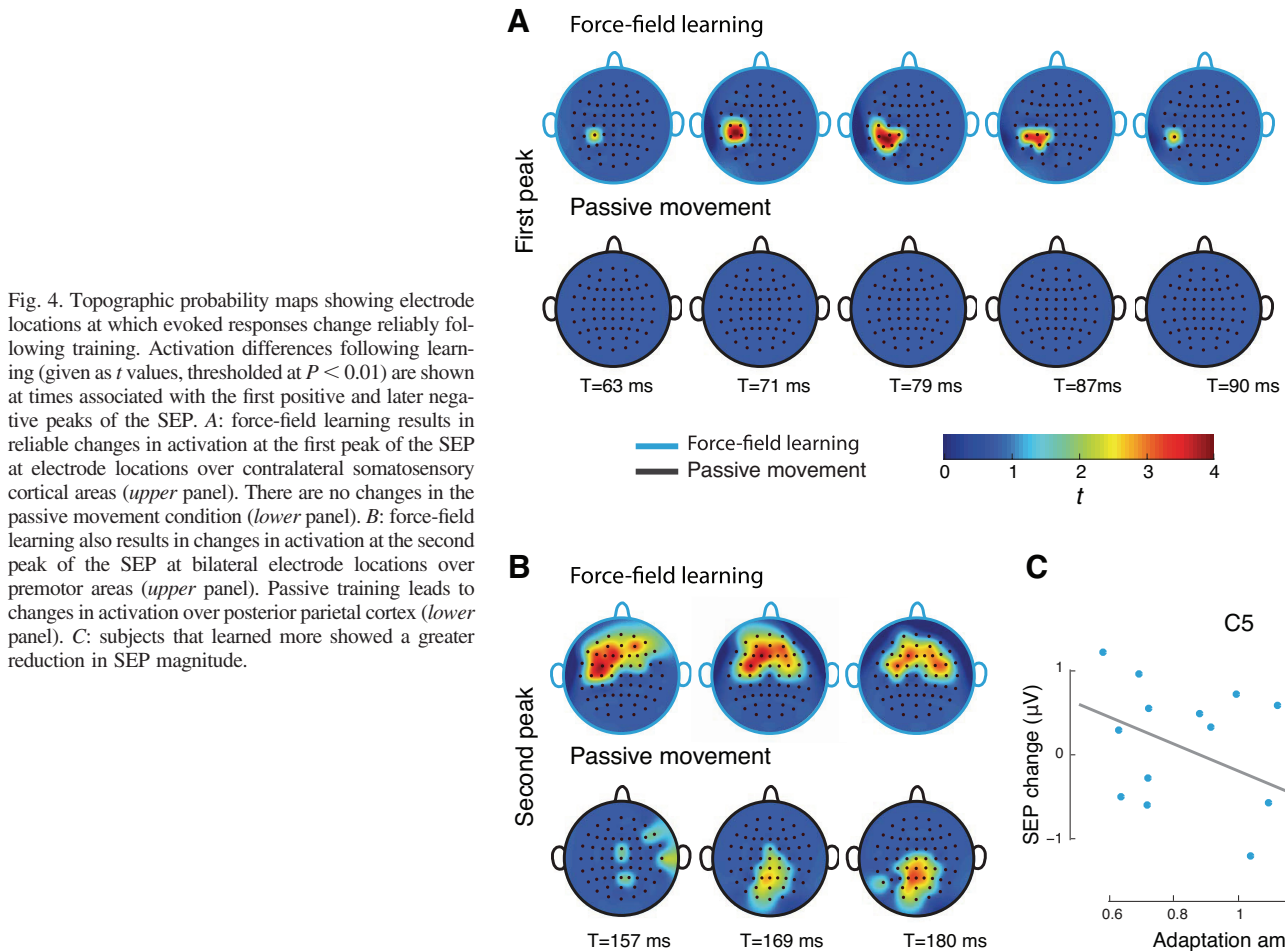 Fig. 4. Topographic probability maps showing electrode
locations at which evoked responses change reliably fol-
lowing training. Activation differences following learn-
ing (given as t values, thresholded at P < 0.01) are shown
at times associated with the first positive and later nega-
tive peaks of the SEP. A: force-field learning results in
reliable changes in activation at the first peak of the SEP
at electrode locations over contralateral somatosensory
cortical areas (upper panel). There are no changes in the
passive movement condition (lower panel). B: force-field
learning also results in changes in activation at the second
peak of the SEP at bilateral electrode locations over
premotor areas (upper panel). Passive training leads to
changes in activation over posterior parietal cortex (lower
panel). C: subjects that learned more showed a greater
reduction in SEP magnitude.
A
Force-field learning
First peak
Passive movement
T=63 ms T=71 ms T=79 ms T=87ms T=90 ms
Force-field learning
Passive movement
0 1 2 3 4
t
B
Force-field learning
Second peak
Passive movement
T=157 ms T=169 ms T=180 ms
C
C5
SEP change (µV)
1
0
−1
0.6 0.8 1
Adaptation am